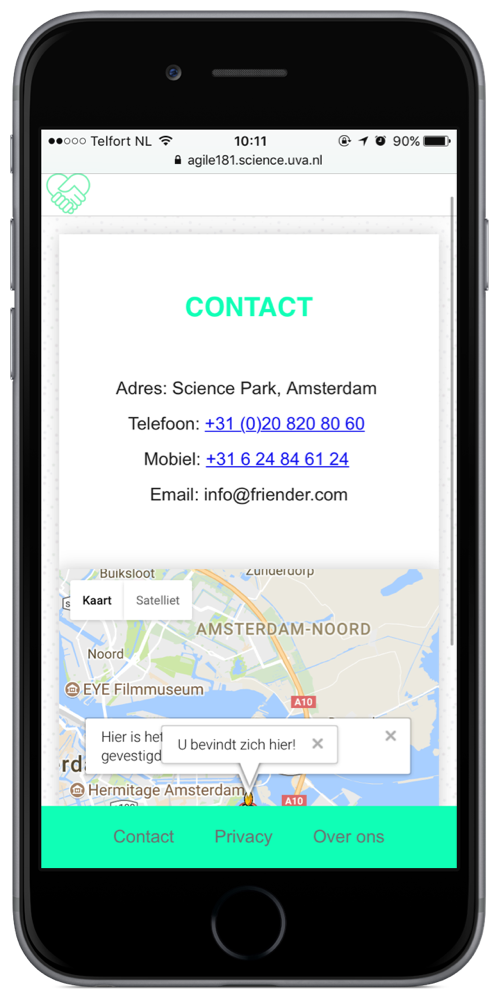 Telfort NL 10:11 90%
agile181.science.uva.nl
CONTACT
Adres: Science Park, Amsterdam
Telefoon: +31 (0)20 820 80 60
Mobiel: +31 6 24 84 61 24
Email: info@friender.com
Buiksloot
Zunderdorp
Kaart Satelliet
AMSTERDAM-NOORD
Noord
EYE Filmmuseum
A10
Hier is het
gevestigd
U bevindt zich hier!
Hermitage Amsterdam
A10
Contact Privacy Over ons